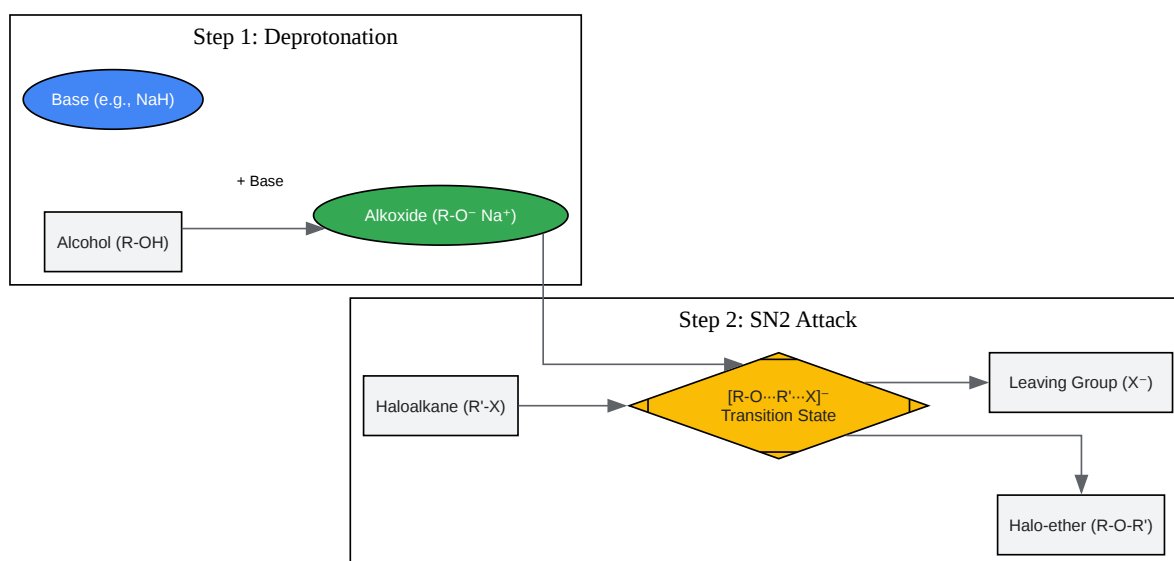 Step 1: Deprotonation
Base (e.g., NaH)
+ Base
Alkoxide (R-O⁻ Na⁺)
Alcohol (R-OH)
Step 2: SN2 Attack
Haloalkane (R'-X)
[R-O···R'···X]⁻
Transition State
Leaving Group (X⁻)
Halo-ether (R-O-R')